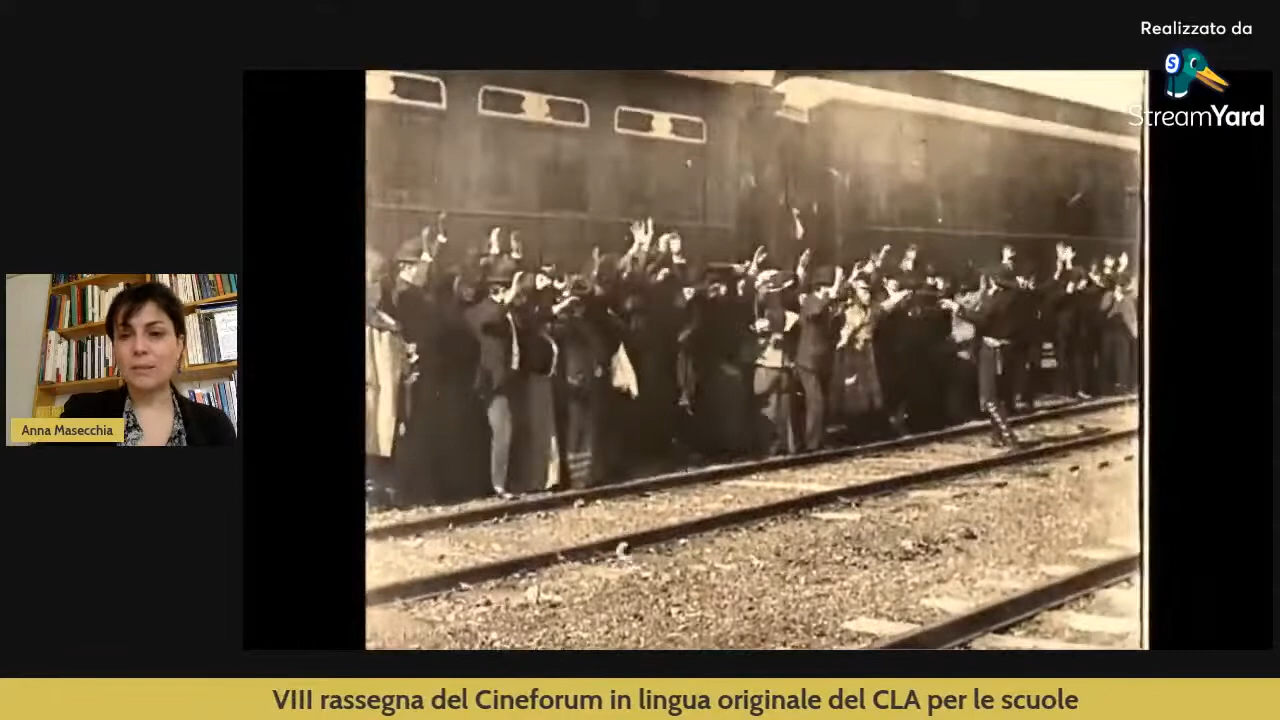 Realizzato da
StreamYard
Anna Masecchia
VIII rassegna del Cineforum in lingua originale del CLA per le scuole